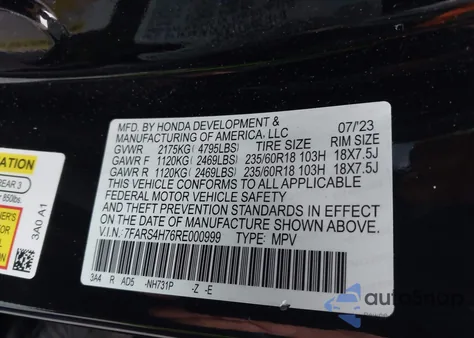 MFD. BY HONDA DEVELOPMENT &
MANUFACTURING OF AMERICA, LLC 07/'23
GVWR 2175KG (4795LBS) TIRE SIZE RIM SIZE
GAWR F 1120KG (2469LBS) 235/60R18 103H 18X7.5J
GAWR R 1120KG (2469LBS) 235/60R18 103H 18X7.5J
THIS VEHICLE CONFORMS TO ALL APPLICABLE
FEDERAL MOTOR VEHICLE SAFETY
AND THEFT PREVENTION STANDARDS IN EFFECT
ON THE DATE OF MANUFACTURE SHOWN ABOVE.
V.I.N.: 7FARS4H76RE000999 TYPE: MPV
3A4 R AD5 -NH731P -Z -E
ATION
REAR 3
850lbs.
3A0 A1